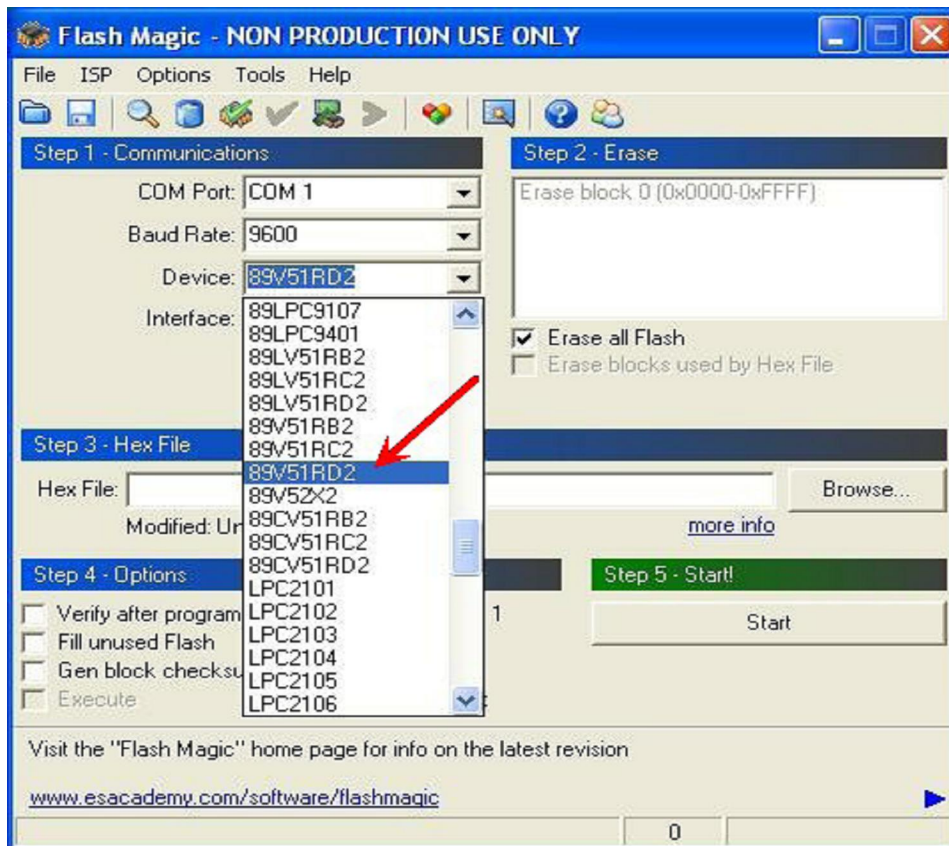 Flash Magic - NON PRODUCTION USE ONLY
File ISP Options Tools Help
Step 1 - Communications
COM Port: COM 1
Baud Rate: 9600
Device: 89V51RD2
Interface:
89LPC9107
89LPC9401
89LV51RB2
89LV51RC2
89LV51RD2
89V51RB2
89V51RC2
89V51RD2
89V52X2
89CV51RB2
89CV51RC2
89CV51RD2
LPC2101
LPC2102
LPC2103
LPC2104
LPC2105
LPC2106
Step 2 - Erase
Erase block 0 (0x0000-0xFFFF)
Erase all Flash
Erase blocks used by Hex File
Step 3 - Hex File
Hex File:
Browse...
Modified: Un
more info
Step 4 - Options
Verify after program
1
Fill unused Flash
Gen block checksu
Execute
Step 5 - Start!
Start
Visit the "Flash Magic" home page for info on the latest revision
www.esacademy.com/software/flashmagic
0